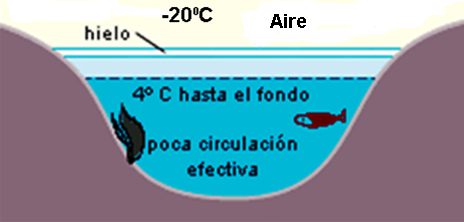 -20ºC
Aire
hielo
4º C hasta el fondo
poca circulación
efectiva